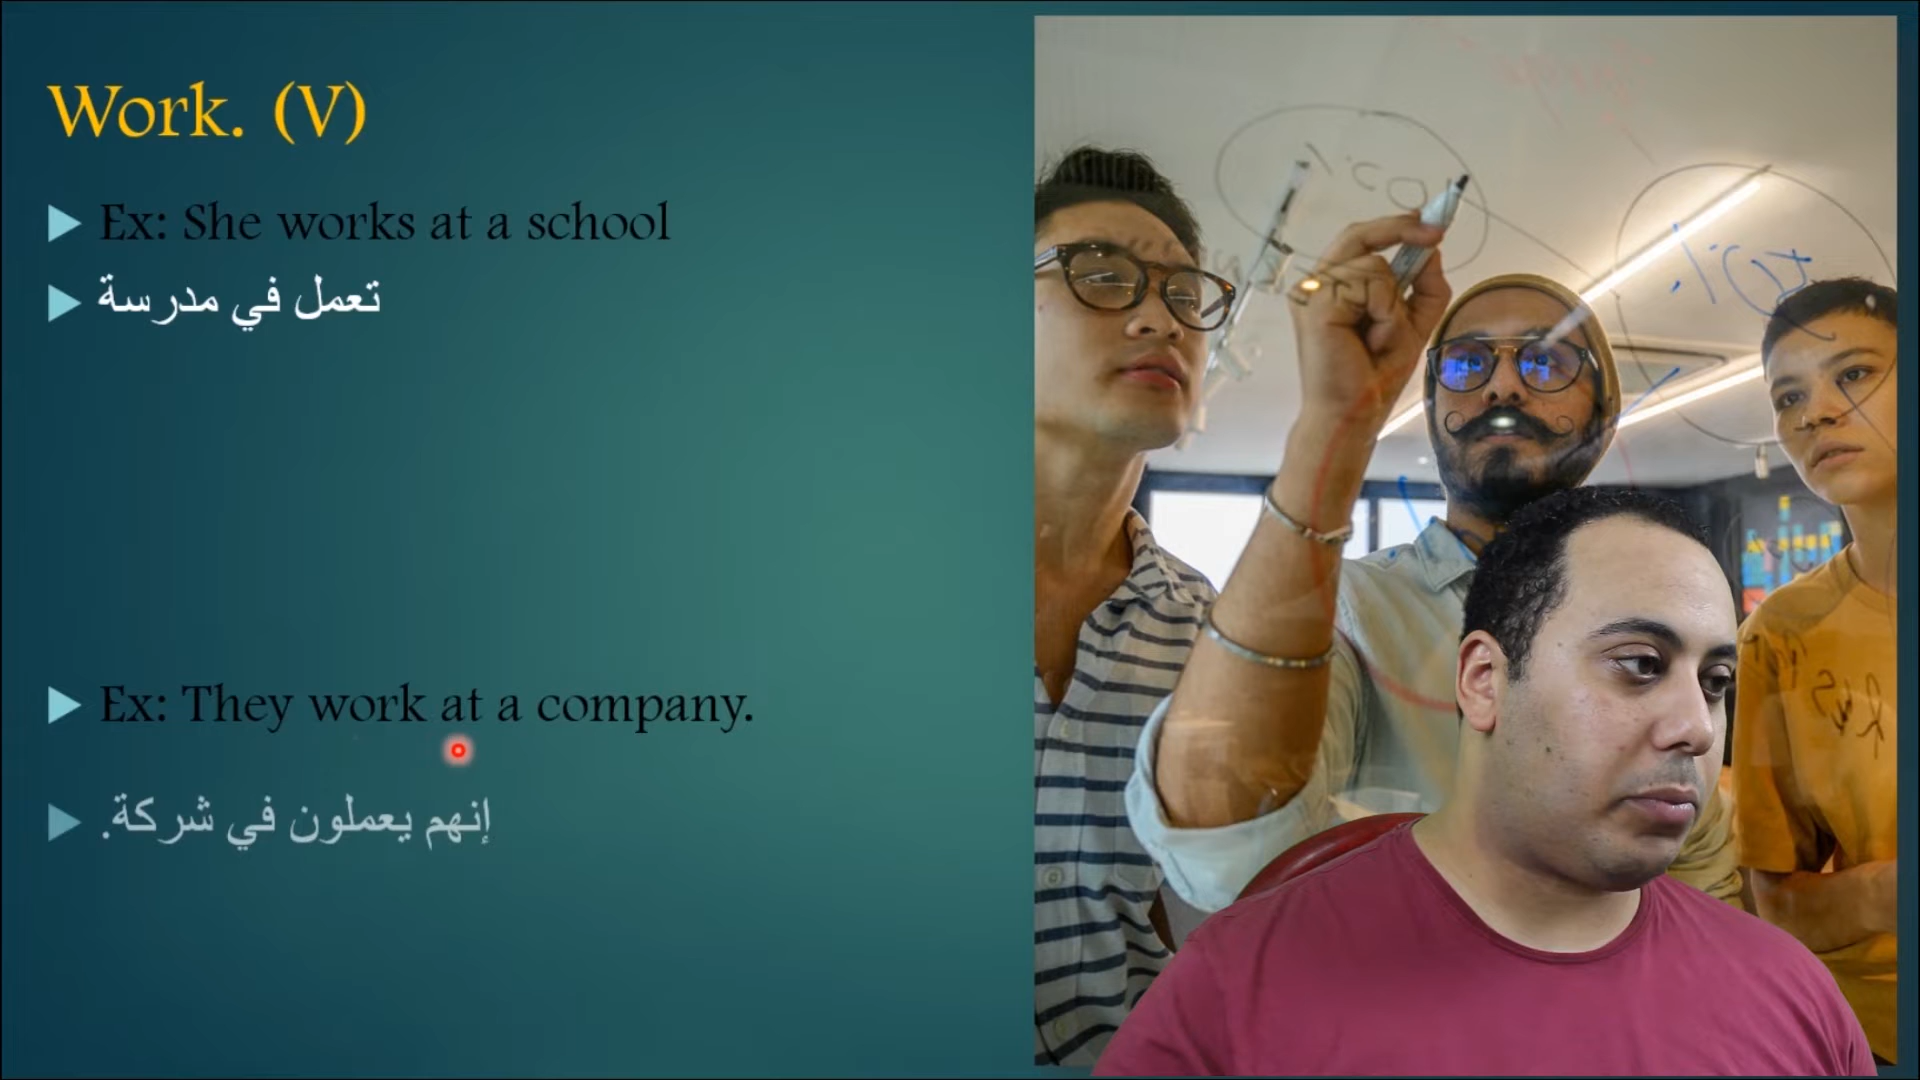 Work. (V)
Ex: She works at a school
تعمل في مدرسة
Ex: They work at a company.
إنهم يعملون في شركة.